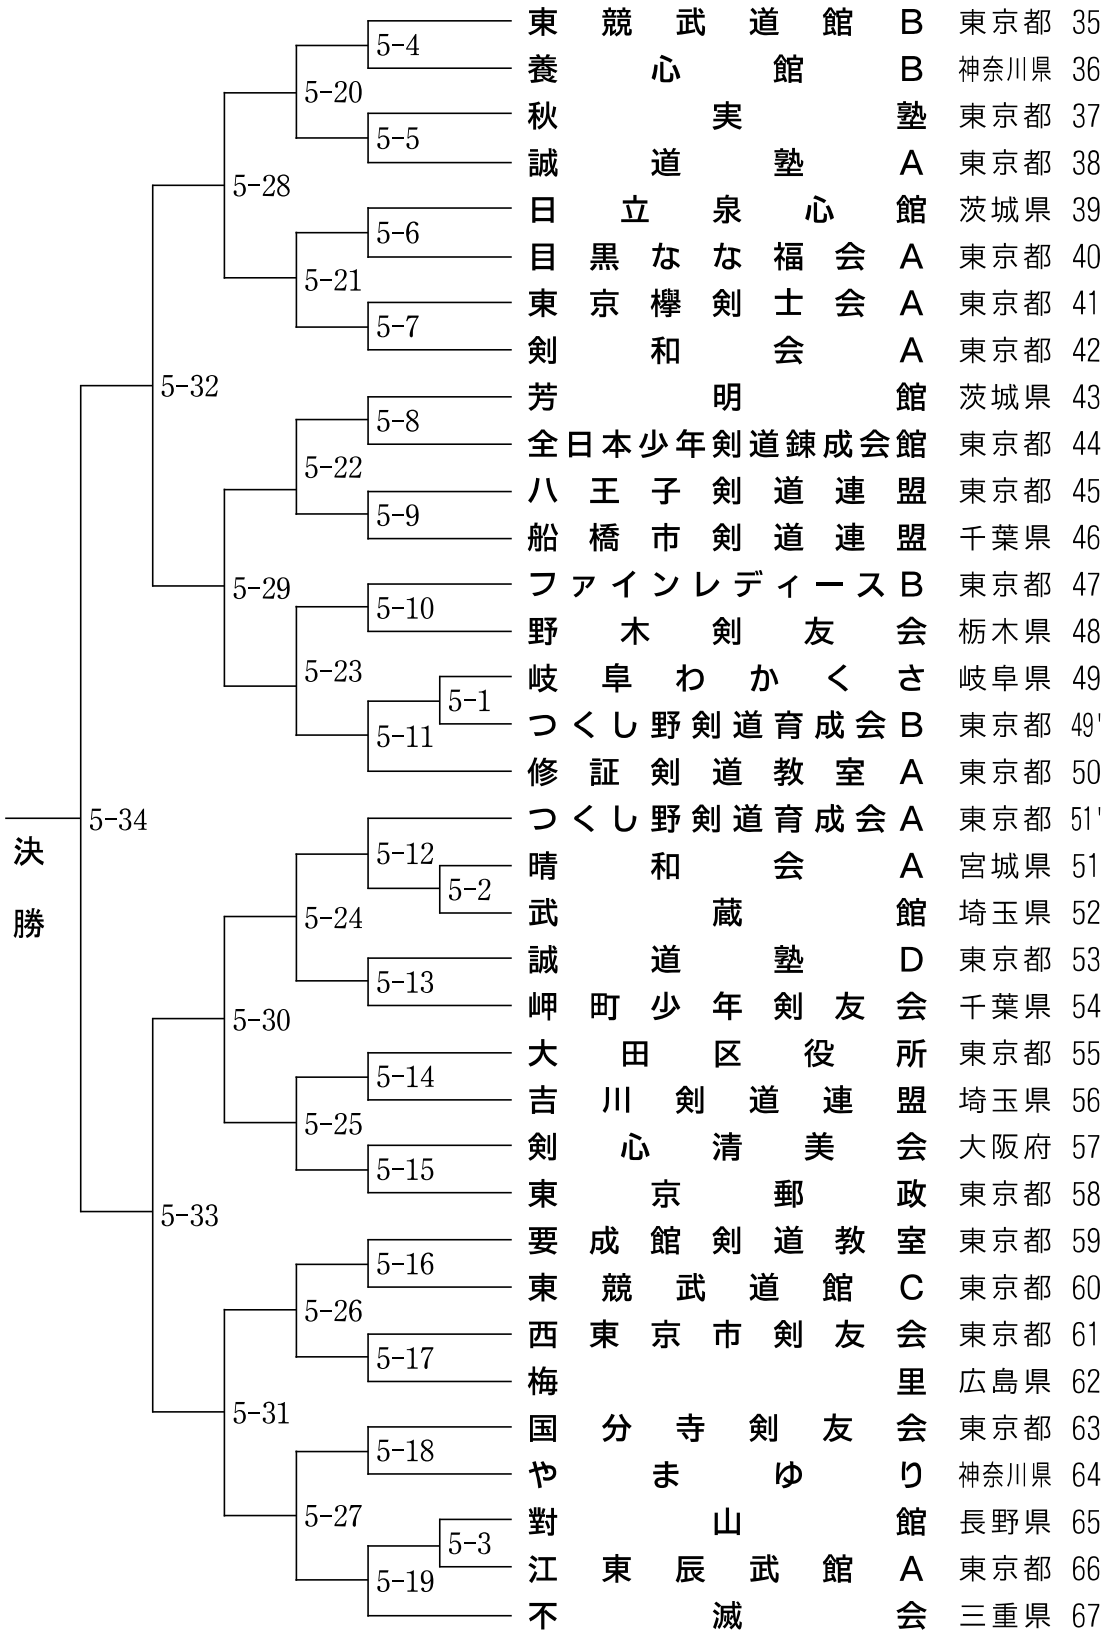 東競武道館B 東京都 35
5-4
養心館B 神奈川県 36
5-20
秋実塾 東京都 37
5-5
誠道塾A 東京都 38
5-28
日立泉心館 茨城県 39
5-6
目黒なな福会A 東京都 40
5-21
東京欅剣士会A 東京都 41
5-7
剣和会A 東京都 42
5-32
芳明館 茨城県 43
5-8
全日本少年剣道錬成会館 東京都 44
5-22
八王子剣道連盟 東京都 45
5-9
船橋市剣道連盟 千葉県 46
5-29
ファインレディースB 東京都 47
5-10
野木剣友会 栃木県 48
5-23
岐阜わかくさ 岐阜県 49
5-1
つくし野剣道育成会B 東京都 49'
5-11
修証剣道教室A 東京都 50
5-34
決勝
つくし野剣道育成会A 東京都 51'
5-12
晴和会A 宮城県 51
5-2
武蔵館 埼玉県 52
5-24
誠道塾D 東京都 53
5-13
岬町少年剣友会 千葉県 54
5-30
大田区役所 東京都 55
5-14
吉川剣道連盟 埼玉県 56
5-25
剣心清美会 大阪府 57
5-15
東京郵政 東京都 58
5-33
要成館剣道教室 東京都 59
5-16
東競武道館C 東京都 60
5-26
西東京市剣友会 東京都 61
5-17
梅里 広島県 62
5-31
国分寺剣友会 東京都 63
5-18
やまゆり 神奈川県 64
5-27
對山館 長野県 65
5-3
江東辰武館A 東京都 66
5-19
不滅会 三重県 67